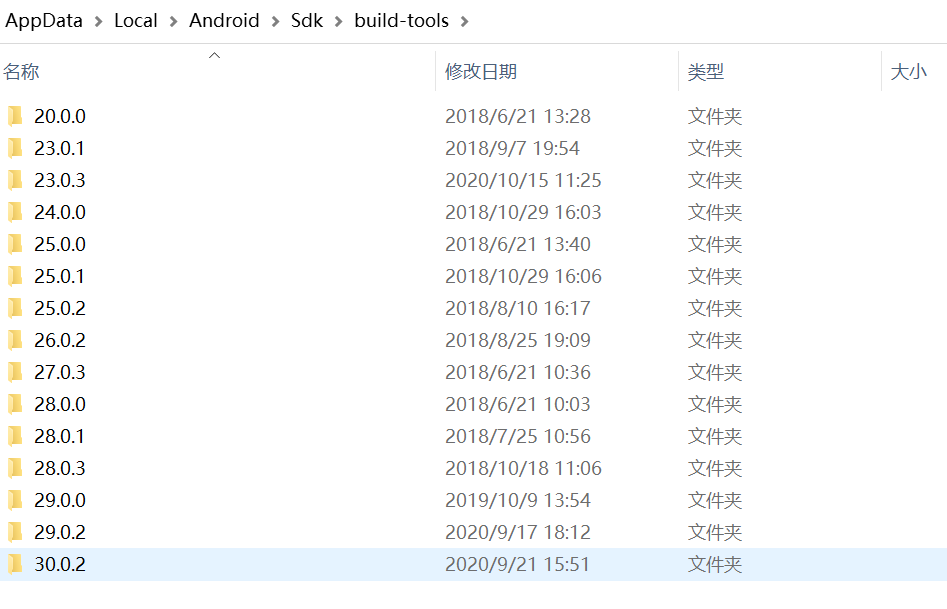 AppData > Local > Android > Sdk > build-tools >
名称 修改日期 类型 大小
20.0.0 2018/6/21 13:28 文件夹
23.0.1 2018/9/7 19:54 文件夹
23.0.3 2020/10/15 11:25 文件夹
24.0.0 2018/10/29 16:03 文件夹
25.0.0 2018/6/21 13:40 文件夹
25.0.1 2018/10/29 16:06 文件夹
25.0.2 2018/8/10 16:17 文件夹
26.0.2 2018/8/25 19:09 文件夹
27.0.3 2018/6/21 10:36 文件夹
28.0.0 2018/6/21 10:03 文件夹
28.0.1 2018/7/25 10:56 文件夹
28.0.3 2018/10/18 11:06 文件夹
29.0.0 2019/10/9 13:54 文件夹
29.0.2 2020/9/17 18:12 文件夹
30.0.2 2020/9/21 15:51 文件夹